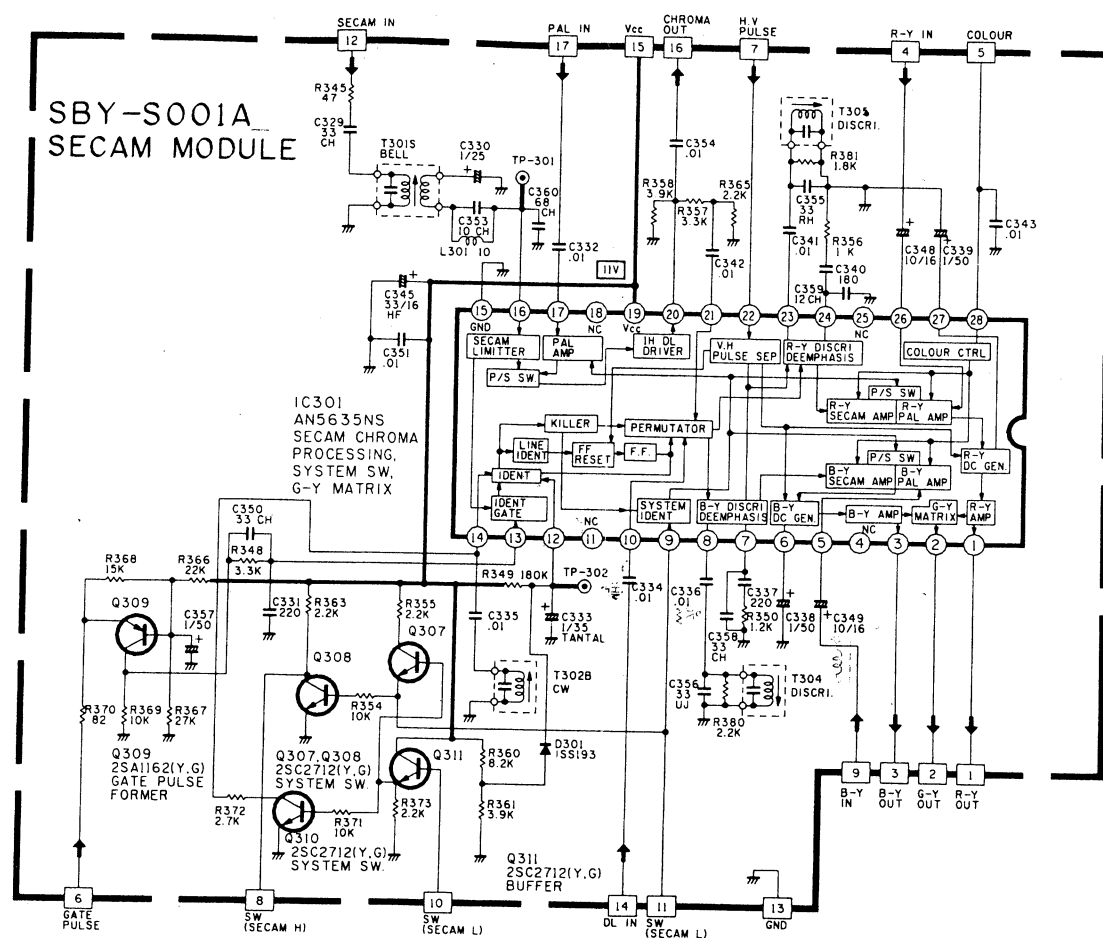 SECAM IN
PAL IN
Vcc
CHROMA OUT
H.V PULSE
R-Y IN
COLOUR
12
17
15
16
7
4
5
SBY-S001A
SECAM MODULE
R345
47
C329
33
CH
T301S
BELL
C330
1/25
TP-301
C360
68
CH
C353
10 CH
L301 10
C332
.01
11V
C354
.01
R358
3.9K
R357
3.3K
R365
2.2K
C342
.01
T305
DISCRI.
R381
1.8K
C355
33
RH
C341
.01
R356
1 K
C340
180
C359
12CH
C348
10/16
C339
1/50
C343
.01
C345
33/16
HF
C351
.01
15
16
17
18
19
20
21
22
23
24
25
26
27
28
GND
NC
Vcc
NC
SECAM LIMITTER
PAL AMP
1H DL DRIVER
V.H PULSE SEP
R-Y DISCRI DEEMPHASIS
COLOUR CTRL
P/S SW.
P/S SW
R-Y SECAM AMP
R-Y PAL AMP
KILLER
PERMUTATOR
LINE IDENT
FF RESET
F.F.
P/S SW
R-Y DC GEN.
B-Y SECAM AMP
B-Y PAL AMP
IDENT
IDENT GATE
SYSTEM IDENT
B-Y DISCRI DEEMPHASIS
B-Y DC GEN.
B-Y AMP
G-Y MATRIX
R-Y AMP
NC
NC
14
13
12
11
10
9
8
7
6
5
4
3
2
1
IC301
AN5635NS
SECAM CHROMA
PROCESSING,
SYSTEM SW,
G-Y MATRIX
C350
33 CH
R348
3.3K
R368
15K
R366
22K
R349 180K
TP-302
Q309
C357
1/50
C331
220
R363
2.2K
R355
2.2K
Q307
C335
.01
C333
1/35
TANTAL
C334
.01
C336
.01
C337
220
R350
1.2K
C338
1/50
C349
10/16
C358
33
CH
Q308
R354
10K
T302B
CW
C356
33
UJ
T304
DISCRI.
R380
2.2K
R370
82
R369
10K
R367
27K
Q309
2SA1162(Y,G)
GATE PULSE
FORMER
Q307,Q308
2SC2712(Y,G)
SYSTEM SW.
Q311
R360
8.2K
D301
1SS193
R372
2.7K
R371
10K
R373
2.2K
R361
3.9K
Q310
2SC2712(Y,G)
SYSTEM SW.
Q311
2SC2712(Y,G)
BUFFER
9
3
2
1
B-Y IN
B-Y OUT
G-Y OUT
R-Y OUT
6
8
10
14
11
13
GATE PULSE
SW (SECAM H)
SW (SECAM L)
DL IN
SW (SECAM L)
GND